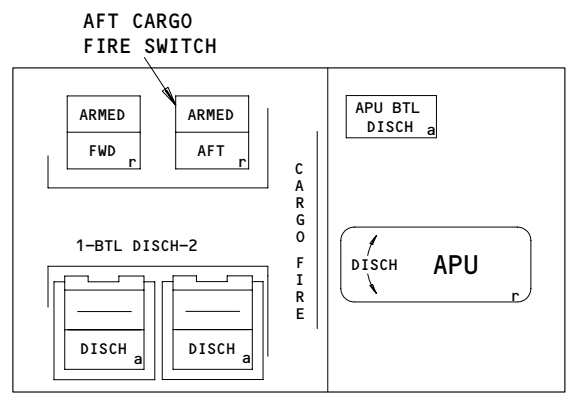 AFT CARGO
FIRE SWITCH
ARMED
FWD r
ARMED
AFT r
CARGO FIRE
APU BTL
DISCH a
1-BTL DISCH-2
DISCH a
DISCH a
DISCH APU r